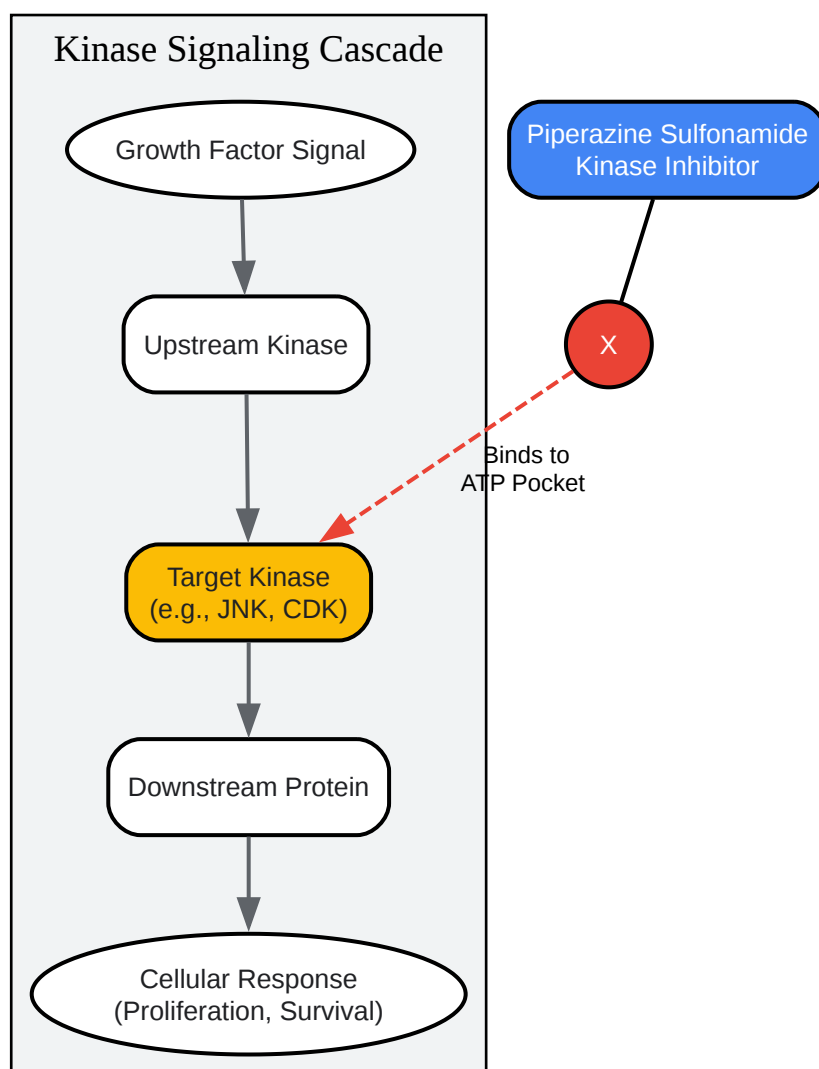 Kinase Signaling Cascade
Growth Factor Signal
Piperazine Sulfonamide
Kinase Inhibitor
Upstream Kinase
X
Binds to
ATP Pocket
Target Kinase
(e.g., JNK, CDK)
Downstream Protein
Cellular Response
(Proliferation, Survival)